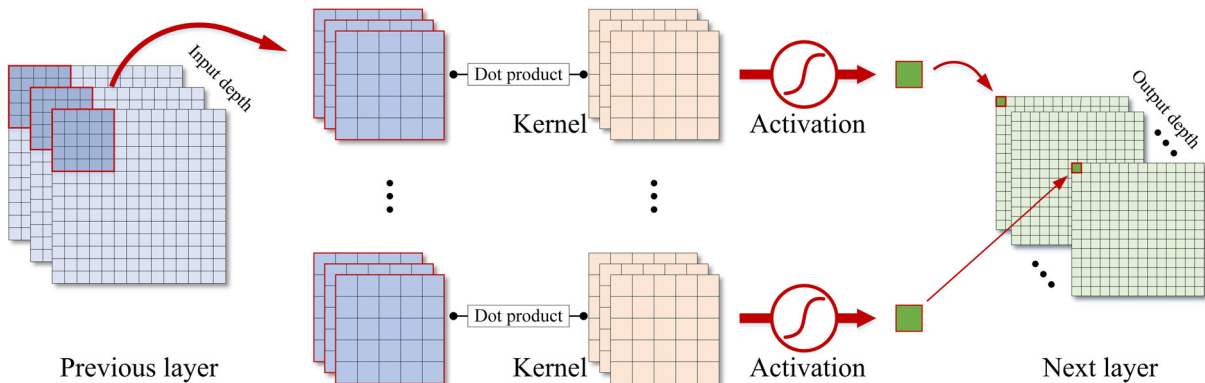 Input depth
Dot product
Kernel
Activation
Output depth
Dot product
Kernel
Activation
Previous layer
Next layer